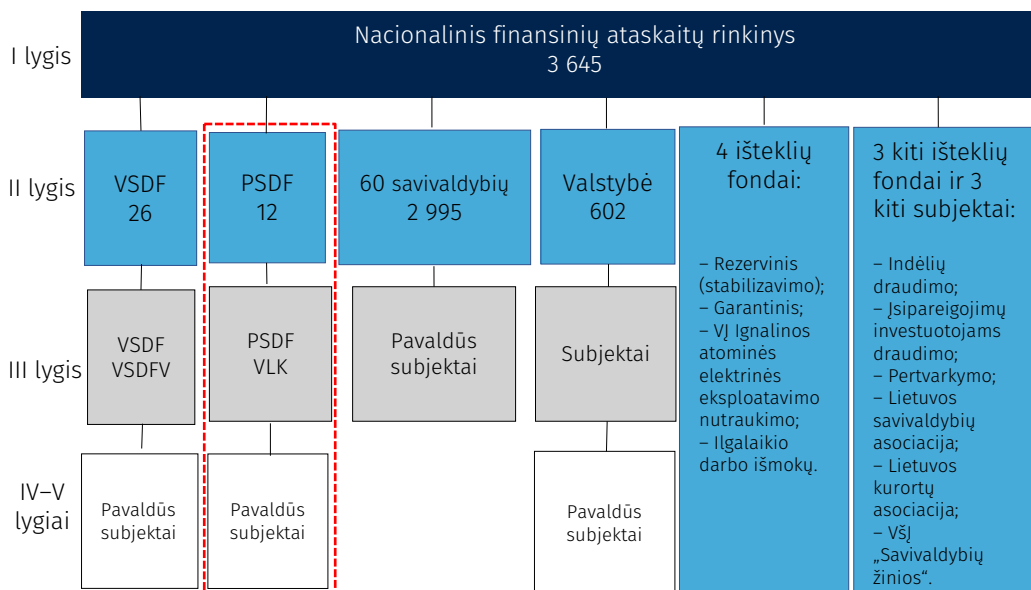 I lygis
Nacionalinis finansinių ataskaitų rinkinys
3 645
II lygis
VSDF
26
PSDF
12
60 savivaldybių
2 995
Valstybė
602
4 išteklių
fondai:
– Rezervinis
(stabilizavimo);
– Garantinis;
– VĮ Ignalinos
atominės
elektrinės
eksploatavimo
nutraukimo;
– Ilgalaikio
darbo išmokų.
3 kiti išteklių
fondai ir 3
kiti subjektai:
– Indėlių
draudimo;
– Įsipareigojimų
investuotojams
draudimo;
– Pertvarkymo;
– Lietuvos
savivaldybių
asociacija;
– Lietuvos
kurortų
asociacija;
– VšĮ
„Savivaldybių
žinios“.
III lygis
VSDF
VSDFV
PSDF
VLK
Pavaldūs
subjektai
Subjektai
IV–V
lygiai
Pavaldūs
subjektai
Pavaldūs
subjektai
Pavaldūs
subjektai